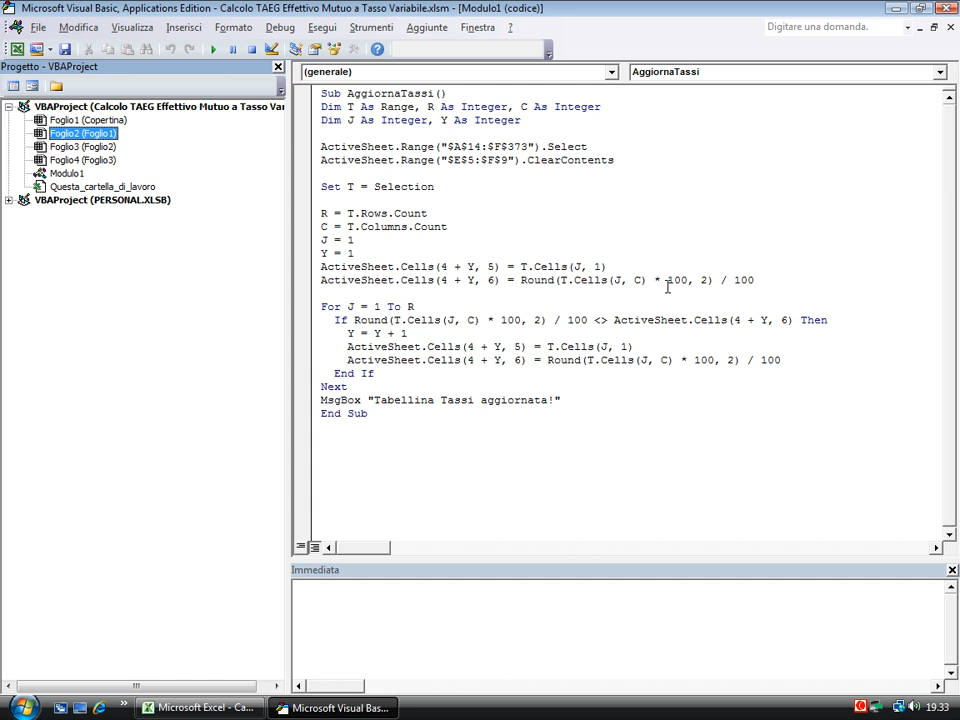 Microsoft Visual Basic, Applications Edition - Calcolo TAEG Effettivo Mutuo a Tasso Variabile.xlsm - [Modulo1 (codice)]
File Modifica Visualizza Inserisci Formato Debug Esegui Strumenti Aggiunte Finestra ?
Digitare una domanda.
Progetto - VBAProject
VBAProject (Calcolo TAEG Effettivo Mutuo a Tasso Var
Foglio1 (Copertina)
Foglio2 (Foglio1)
Foglio3 (Foglio2)
Foglio4 (Foglio3)
Modulo1
Questa_cartella_di_lavoro
VBAProject (PERSONAL.XLSB)
(generale)
AggiornaTassi
Sub AggiornaTassi()
Dim T As Range, R As Integer, C As Integer
Dim J As Integer, Y As Integer
ActiveSheet.Range("$A$14:$F$373").Select
ActiveSheet.Range("$E$5:$F$9").ClearContents
Set T = Selection
R = T.Rows.Count
C = T.Columns.Count
J = 1
Y = 1
ActiveSheet.Cells(4 + Y, 5) = T.Cells(J, 1)
ActiveSheet.Cells(4 + Y, 6) = Round(T.Cells(J, C) * 100, 2) / 100
For J = 1 To R
If Round(T.Cells(J, C) * 100, 2) / 100 <> ActiveSheet.Cells(4 + Y, 6) Then
Y = Y + 1
ActiveSheet.Cells(4 + Y, 5) = T.Cells(J, 1)
ActiveSheet.Cells(4 + Y, 6) = Round(T.Cells(J, C) * 100, 2) / 100
End If
Next
MsgBox "Tabellina Tassi aggiornata!"
End Sub
Immediata
Microsoft Excel - Ca...
Microsoft Visual Bas...
19.33